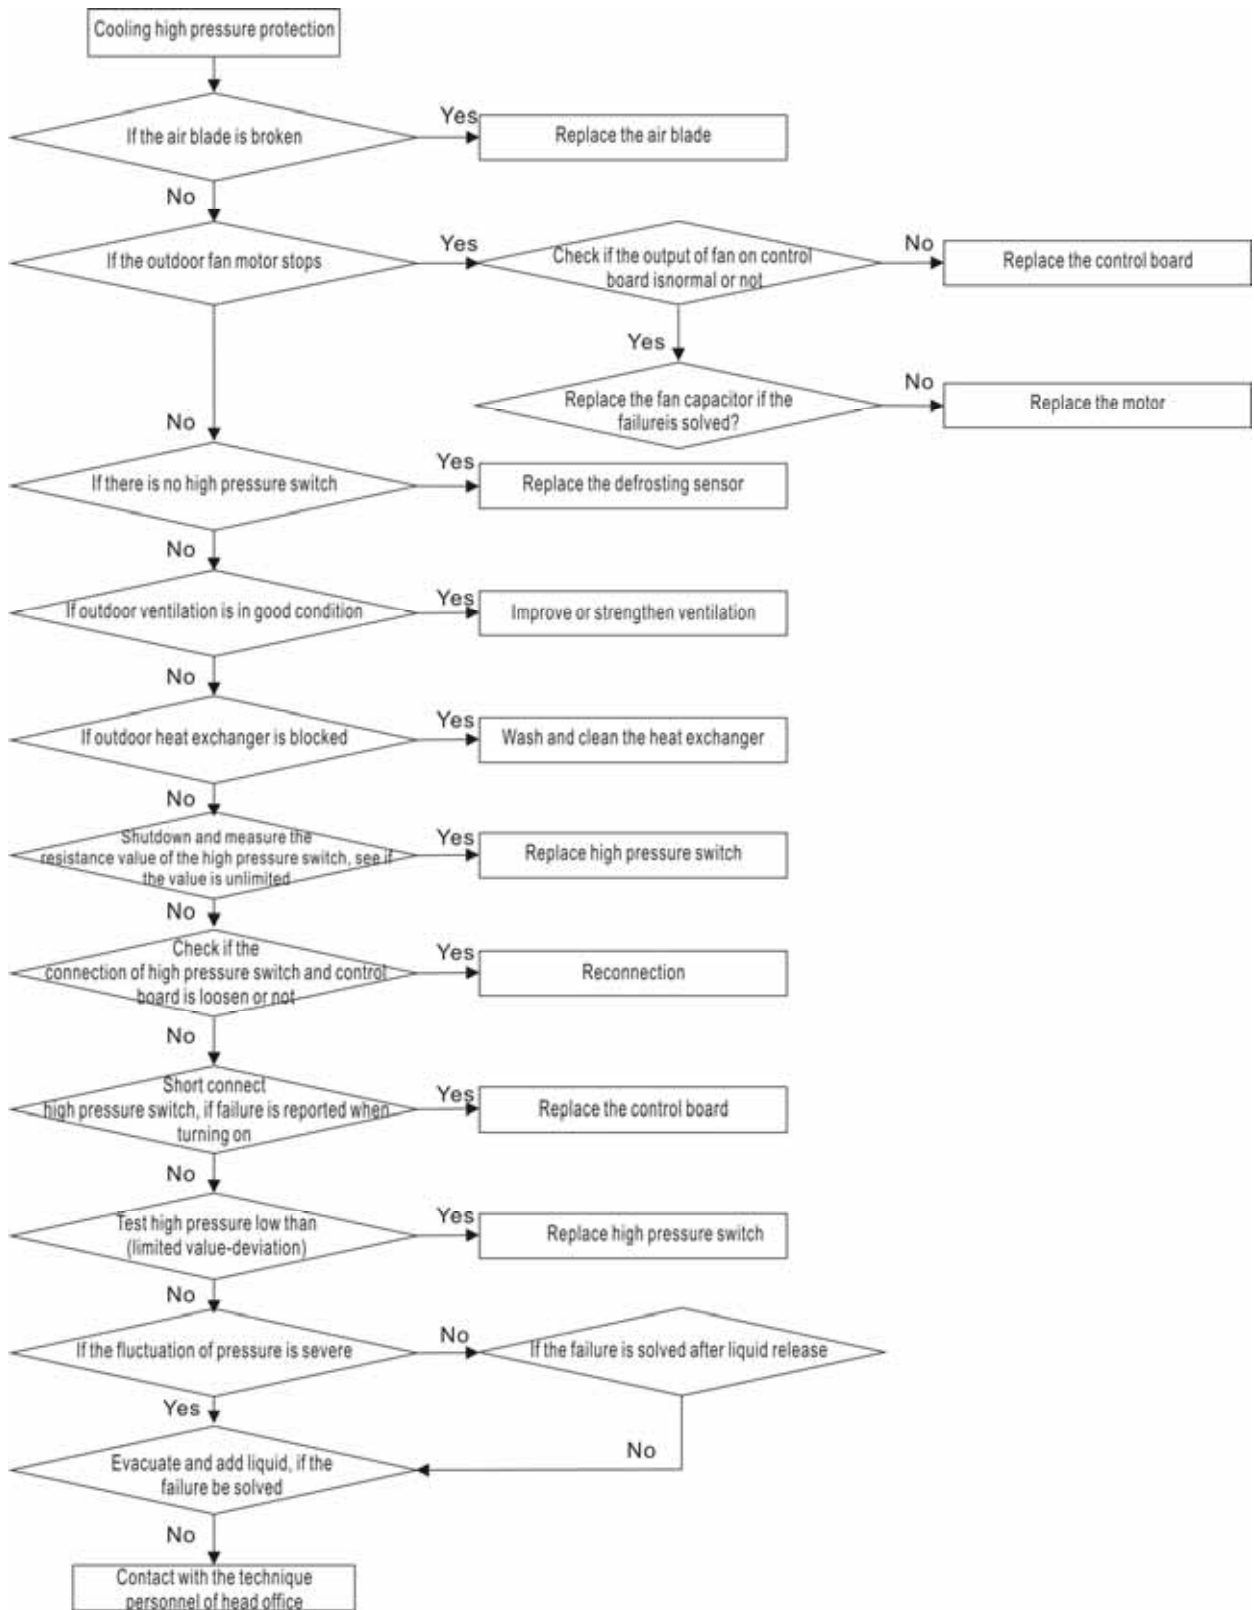 Cooling high pressure protection
If the air blade is broken
Yes
Replace the air blade
No
If the outdoor fan motor stops
Yes
Check if the output of fan on control
board isnormal or not
No
Replace the control board
Yes
Replace the fan capacitor if the
failureis solved?
No
Replace the motor
No
If there is no high pressure switch
Yes
Replace the defrosting sensor
No
If outdoor ventilation is in good condition
Yes
Improve or strengthen ventilation
No
If outdoor heat exchanger is blocked
Yes
Wash and clean the heat exchanger
No
Shutdown and measure the
resistance value of the high pressure switch, see if
the value is unlimited
Yes
Replace high pressure switch
No
Check if the
connection of high pressure switch and control
board is loosen or not
Yes
Reconnection
No
Short connect
high pressure switch, if failure is reported when
turning on
Yes
Replace the control board
No
Test high pressure low than
(limited value-deviation)
Yes
Replace high pressure switch
No
If the fluctuation of pressure is severe
No
If the failure is solved after liquid release
Yes
No
Evacuate and add liquid, if the
failure be solved
No
Contact with the technique
personnel of head office